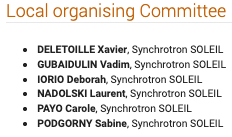 Local organising Committee
• DELETOILLE Xavier, Synchrotron SOLEIL
• GUBAIDULIN Vadim, Synchrotron SOLEIL
• IORIO Deborah, Synchrotron SOLEIL
• NADOLSKI Laurent, Synchrotron SOLEIL
• PAYO Carole, Synchrotron SOLEIL
• PODGORNY Sabine, Synchrotron SOLEIL